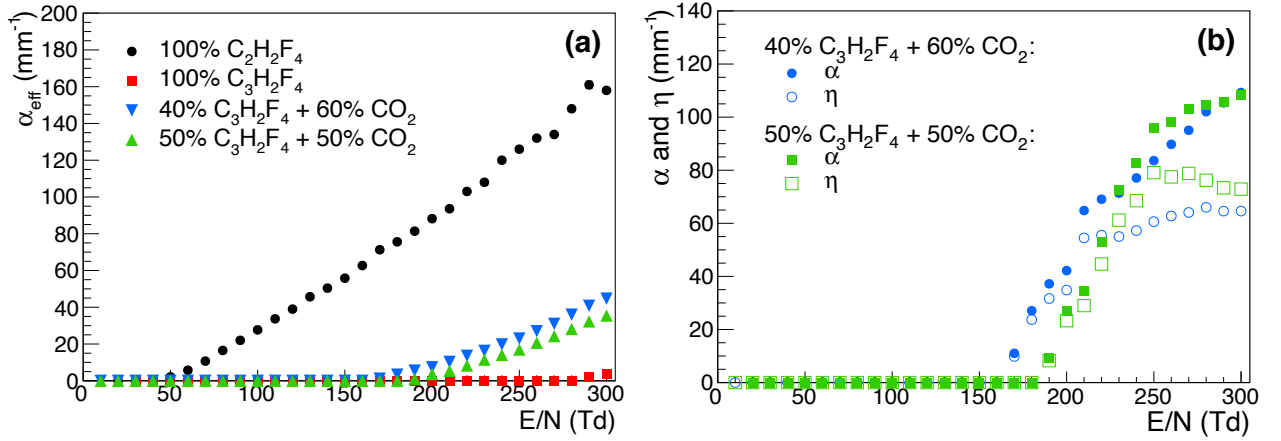 α_eff (mm⁻¹)
200
180
160
140
120
100
80
60
40
20
0
(a)
100% C₂H₂F₄
100% C₃H₂F₄
40% C₃H₂F₄ + 60% CO₂
50% C₃H₂F₄ + 50% CO₂
50 100 150 200 250 300
E/N (Td)
α and η (mm⁻¹)
140
120
100
80
60
40
20
0
(b)
40% C₃H₂F₄ + 60% CO₂:
α
η
50% C₃H₂F₄ + 50% CO₂:
α
η
50 100 150 200 250 300
E/N (Td)